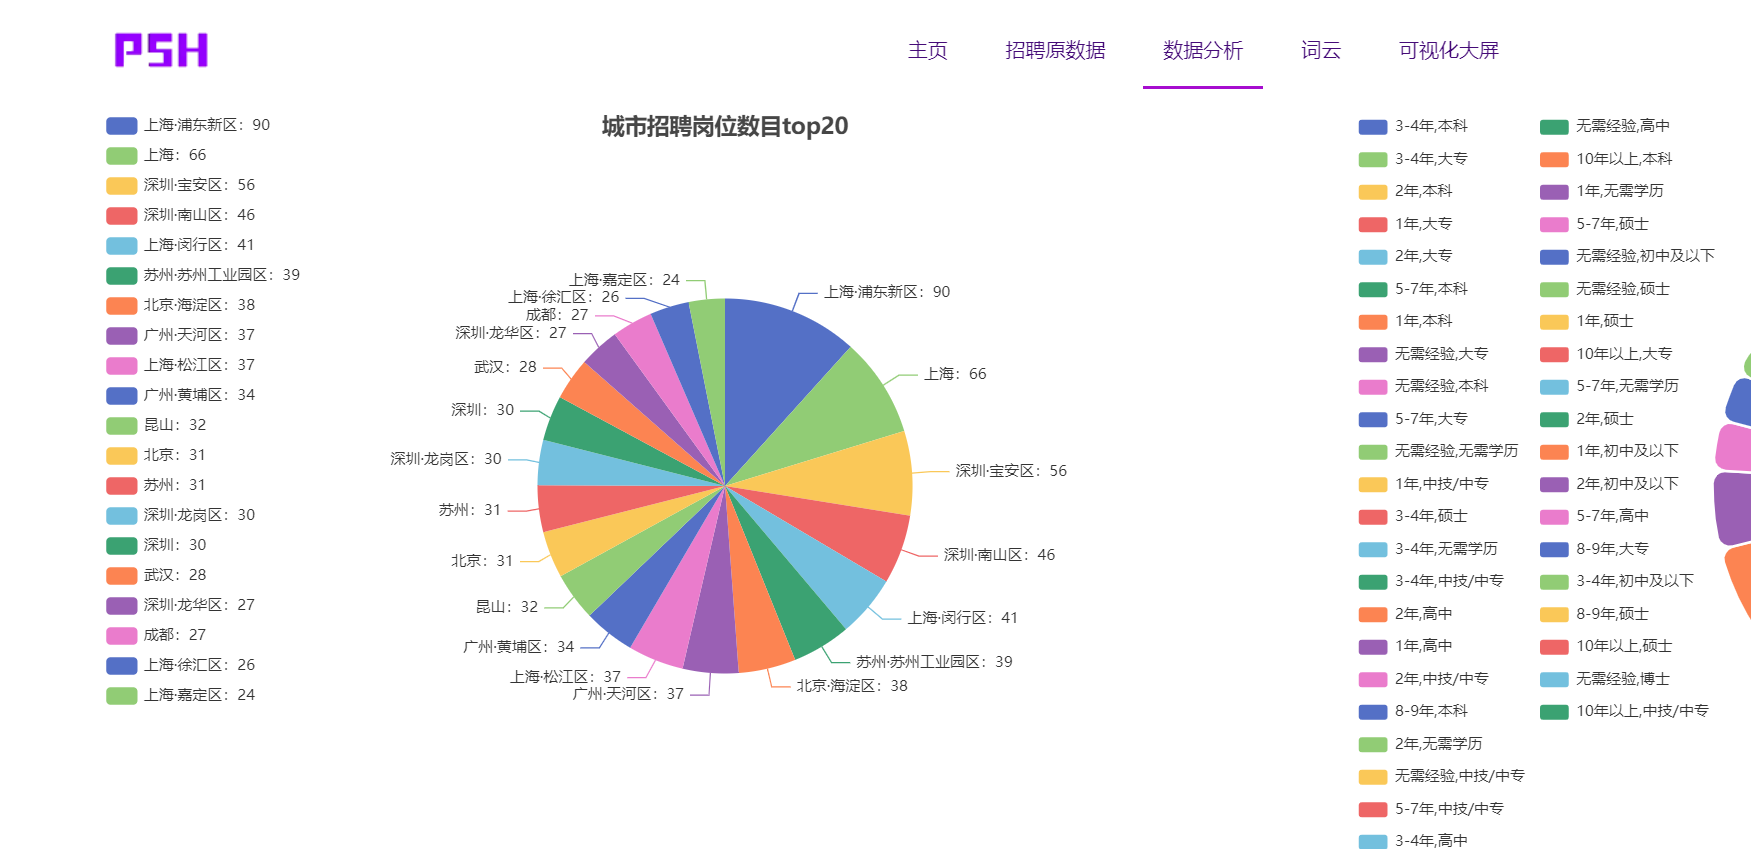 PSH
主页
招聘原数据
数据分析
词云
可视化大屏
上海·浦东新区：90
上海：66
深圳·宝安区：56
深圳·南山区：46
上海·闵行区：41
苏州·苏州工业园区：39
北京·海淀区：38
广州·天河区：37
上海·松江区：37
广州·黄埔区：34
昆山：32
北京：31
苏州：31
深圳·龙岗区：30
深圳：30
武汉：28
深圳·龙华区：27
成都：27
上海·徐汇区：26
上海·嘉定区：24
城市招聘岗位数目top20
上海·嘉定区：24
上海·徐汇区：26
成都：27
深圳·龙华区：27
武汉：28
深圳：30
深圳·龙岗区：30
苏州：31
北京：31
昆山：32
广州·黄埔区：34
上海·松江区：37
广州·天河区：37
上海·浦东新区：90
上海：66
深圳·宝安区：56
深圳·南山区：46
上海·闵行区：41
苏州·苏州工业园区：39
北京·海淀区：38
3-4年,本科
3-4年,大专
2年,本科
1年,大专
2年,大专
5-7年,本科
1年,本科
无需经验,大专
无需经验,本科
5-7年,大专
无需经验,无需学历
1年,中技/中专
3-4年,硕士
3-4年,无需学历
3-4年,中技/中专
2年,高中
1年,高中
2年,中技/中专
8-9年,本科
2年,无需学历
无需经验,中技/中专
5-7年,中技/中专
3-4年,高中
无需经验,高中
10年以上,本科
1年,无需学历
5-7年,硕士
无需经验,初中及以下
无需经验,硕士
1年,硕士
10年以上,大专
5-7年,无需学历
2年,硕士
1年,初中及以下
2年,初中及以下
5-7年,高中
8-9年,大专
3-4年,初中及以下
8-9年,硕士
10年以上,硕士
无需经验,博士
10年以上,中技/中专